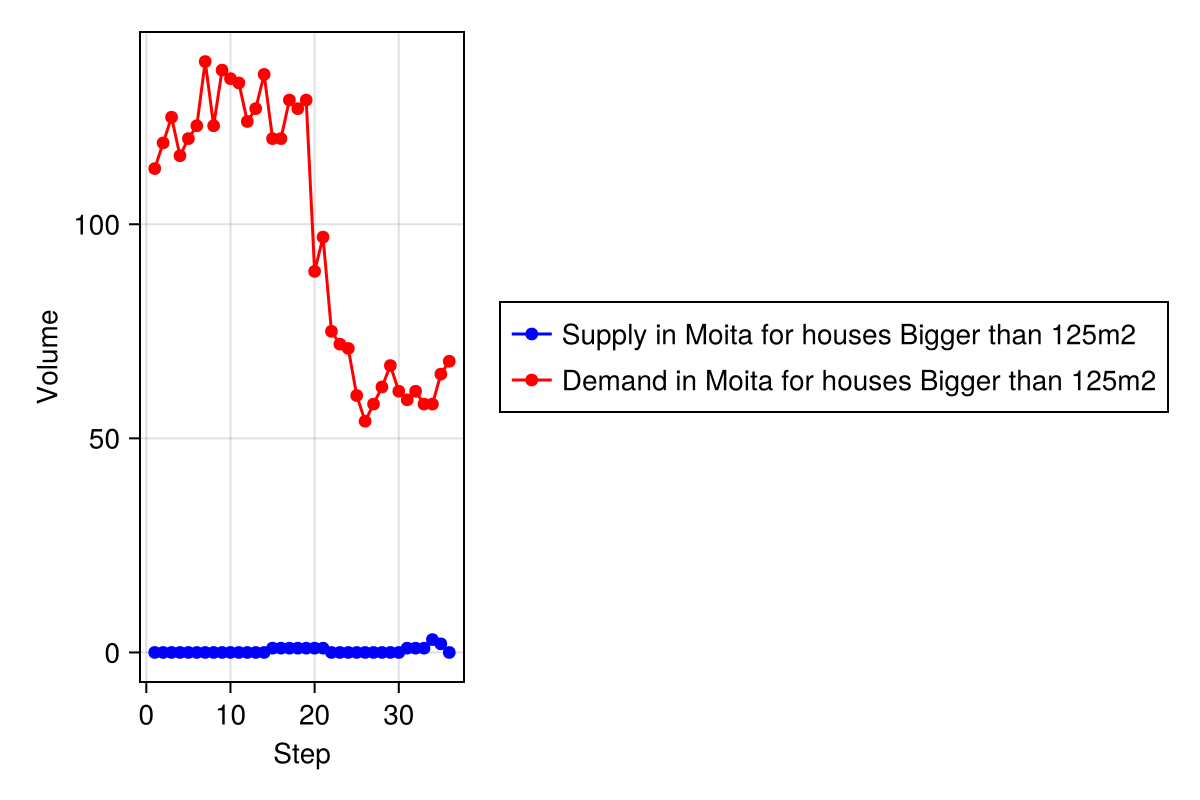 Volume
100
50
0
0 10 20 30
Step
Supply in Moita for houses Bigger than 125m2
Demand in Moita for houses Bigger than 125m2